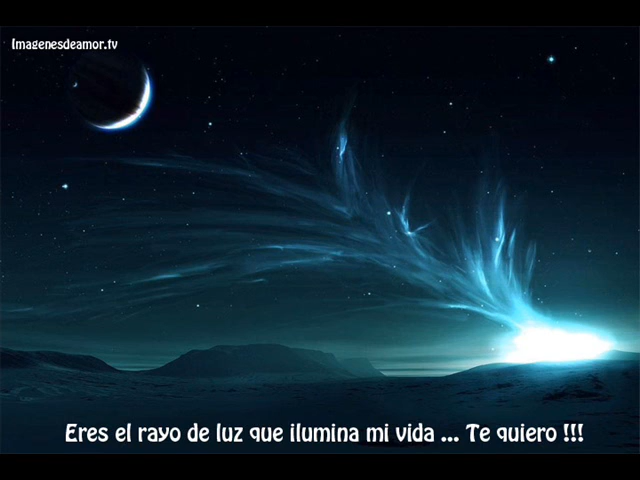 Imagenesdeamor.tv
Eres el rayo de luz que ilumina mi vida ... Te quiero !!!